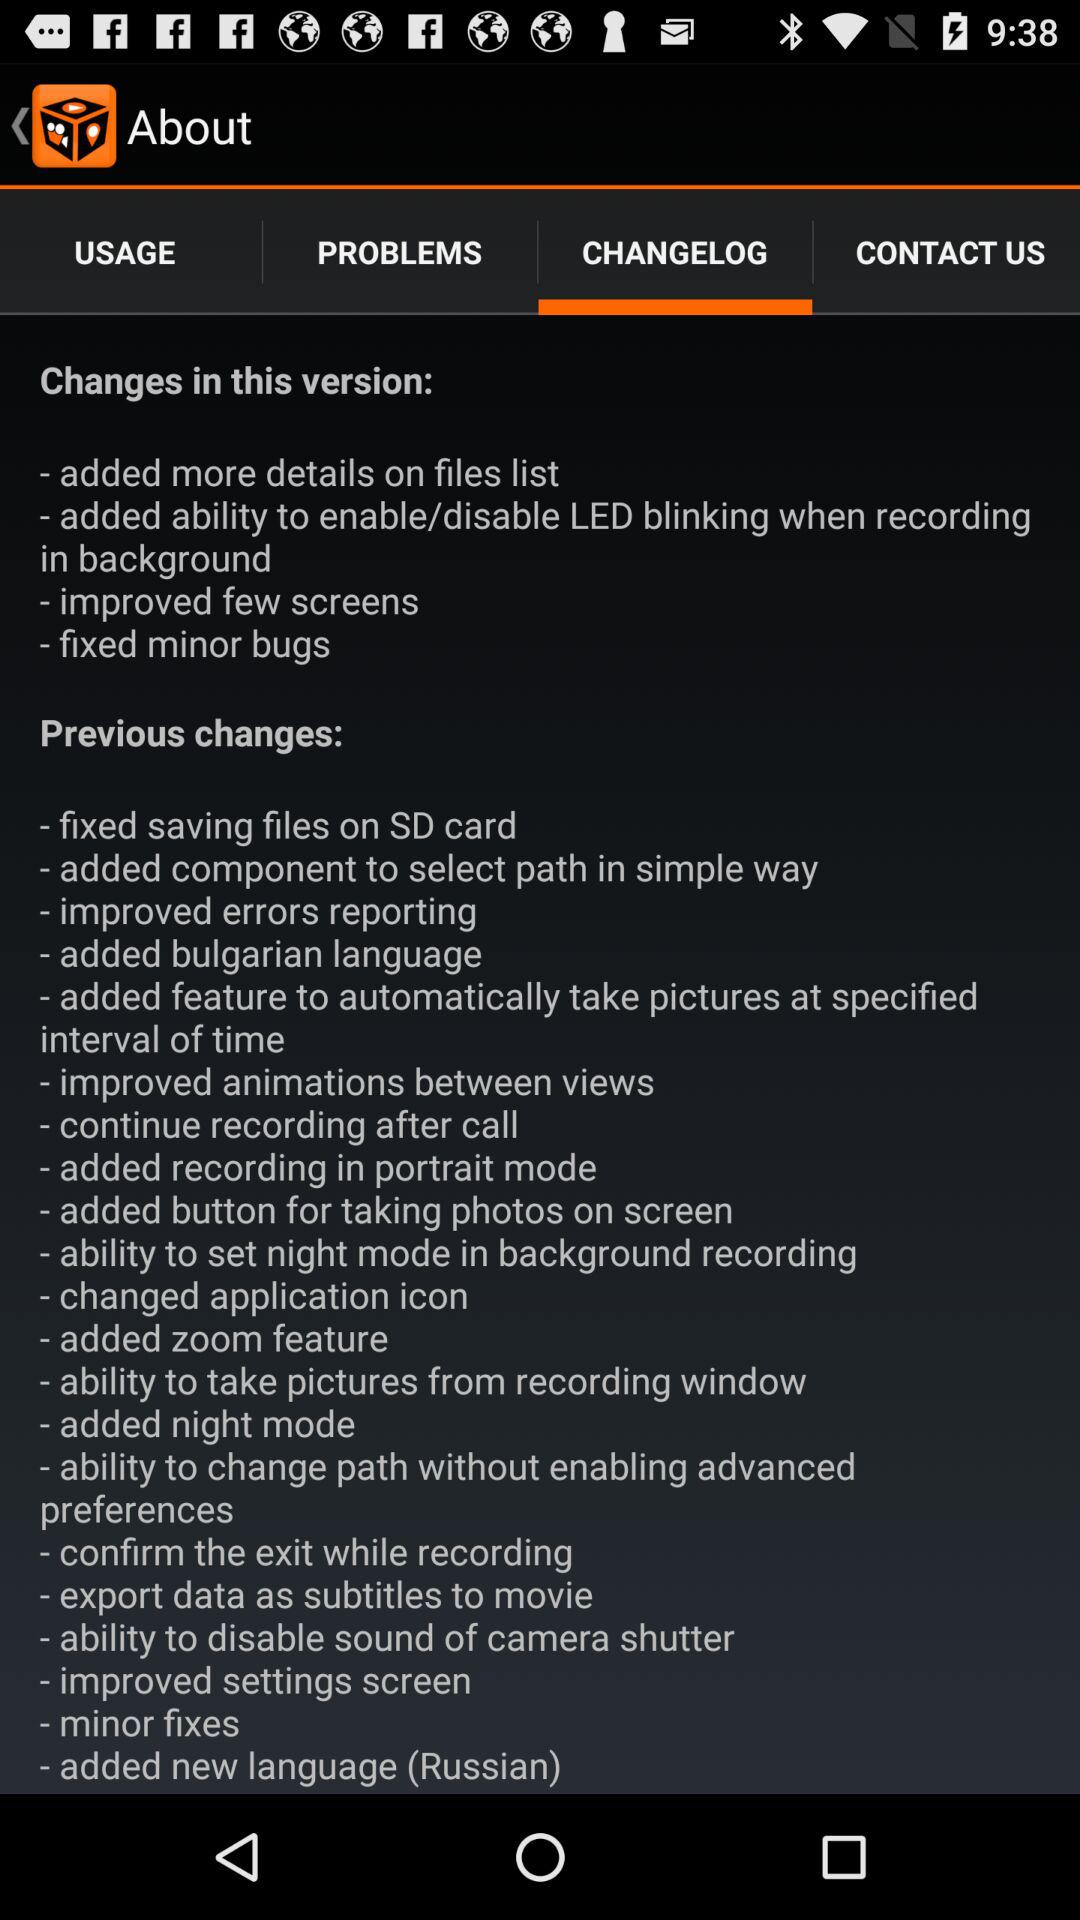 9:38
About
USAGE PROBLEMS CHANGELOG CONTACT US
Changes in this version:
- added more details on files list
- added ability to enable/disable LED blinking when recording
in background
- improved few screens
- fixed minor bugs
Previous changes:
- fixed saving files on SD card
- added component to select path in simple way
- improved errors reporting
- added bulgarian language
- added feature to automatically take pictures at specified
interval of time
- improved animations between views
- continue recording after call
- added recording in portrait mode
- added button for taking photos on screen
- ability to set night mode in background recording
- changed application icon
- added zoom feature
- ability to take pictures from recording window
- added night mode
- ability to change path without enabling advanced
preferences
- confirm the exit while recording
- export data as subtitles to movie
- ability to disable sound of camera shutter
- improved settings screen
- minor fixes
- added new language (Russian)